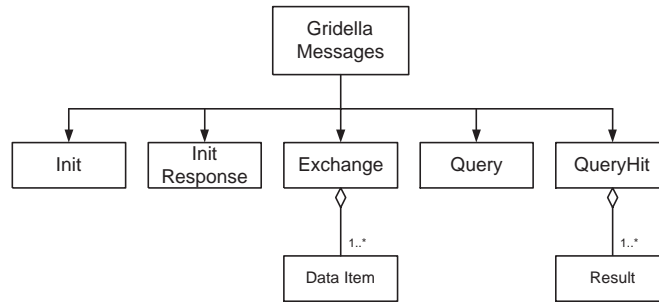 Gridella
Messages
Init
Init
Response
Exchange
Query
QueryHit
1..*
1..*
Data Item
Result